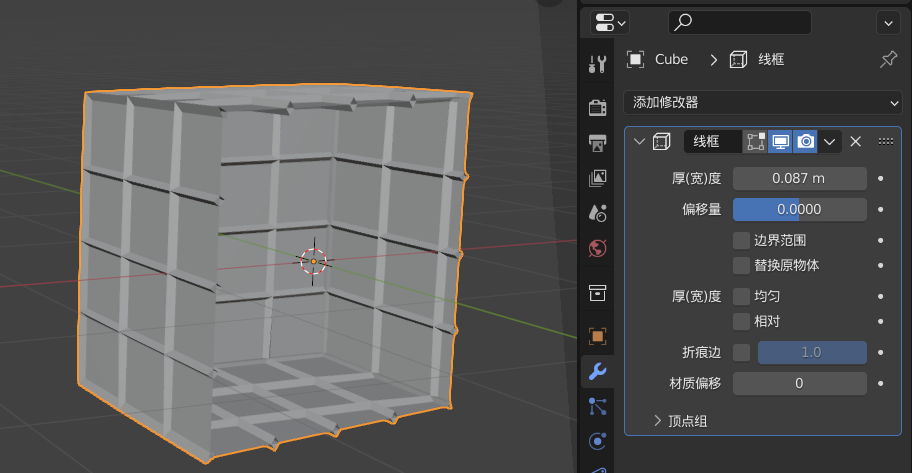 Cube
线框
添加修改器
线框
厚(宽)度 0.087 m
偏移量 0.0000
边界范围
替换原物体
厚(宽)度 均匀
相对
折痕边 1.0
材质偏移 0
顶点组